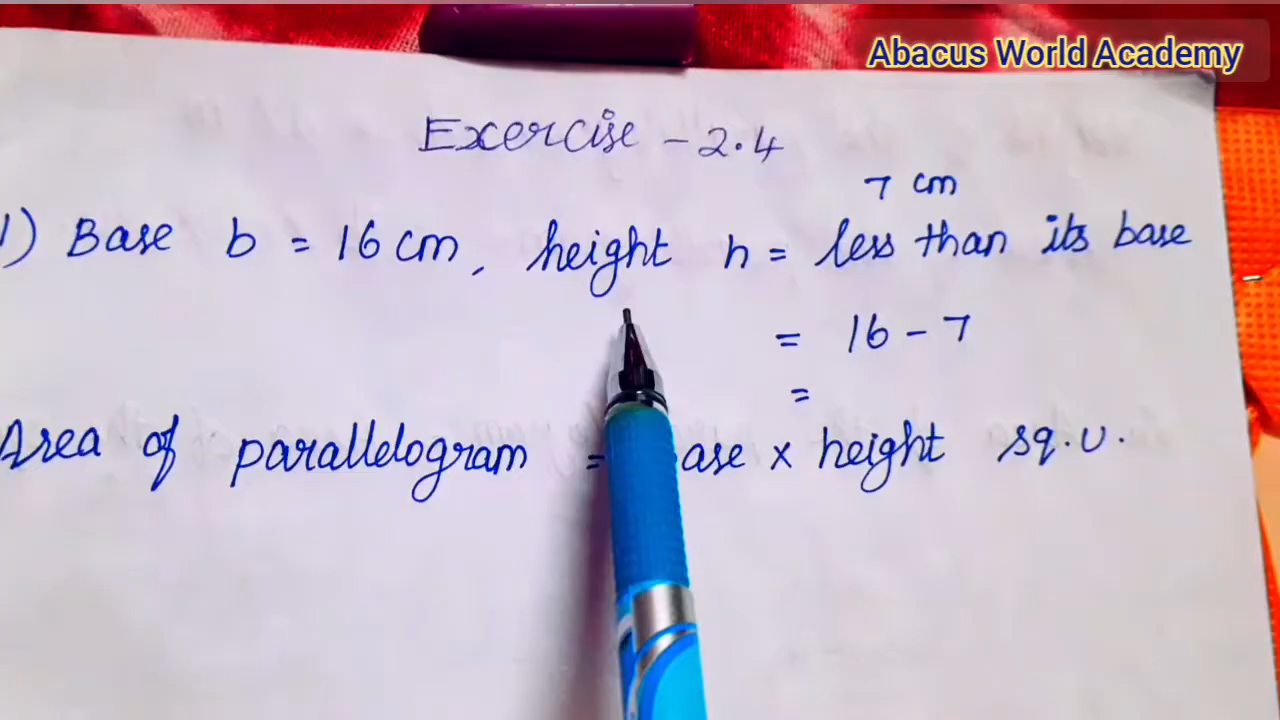 Abacus World Academy
Exercise - 2.4
7 cm
1) Base b = 16 cm, height h = less than its base
= 16 - 7
=
Area of parallelogram = ase x height sq.u.